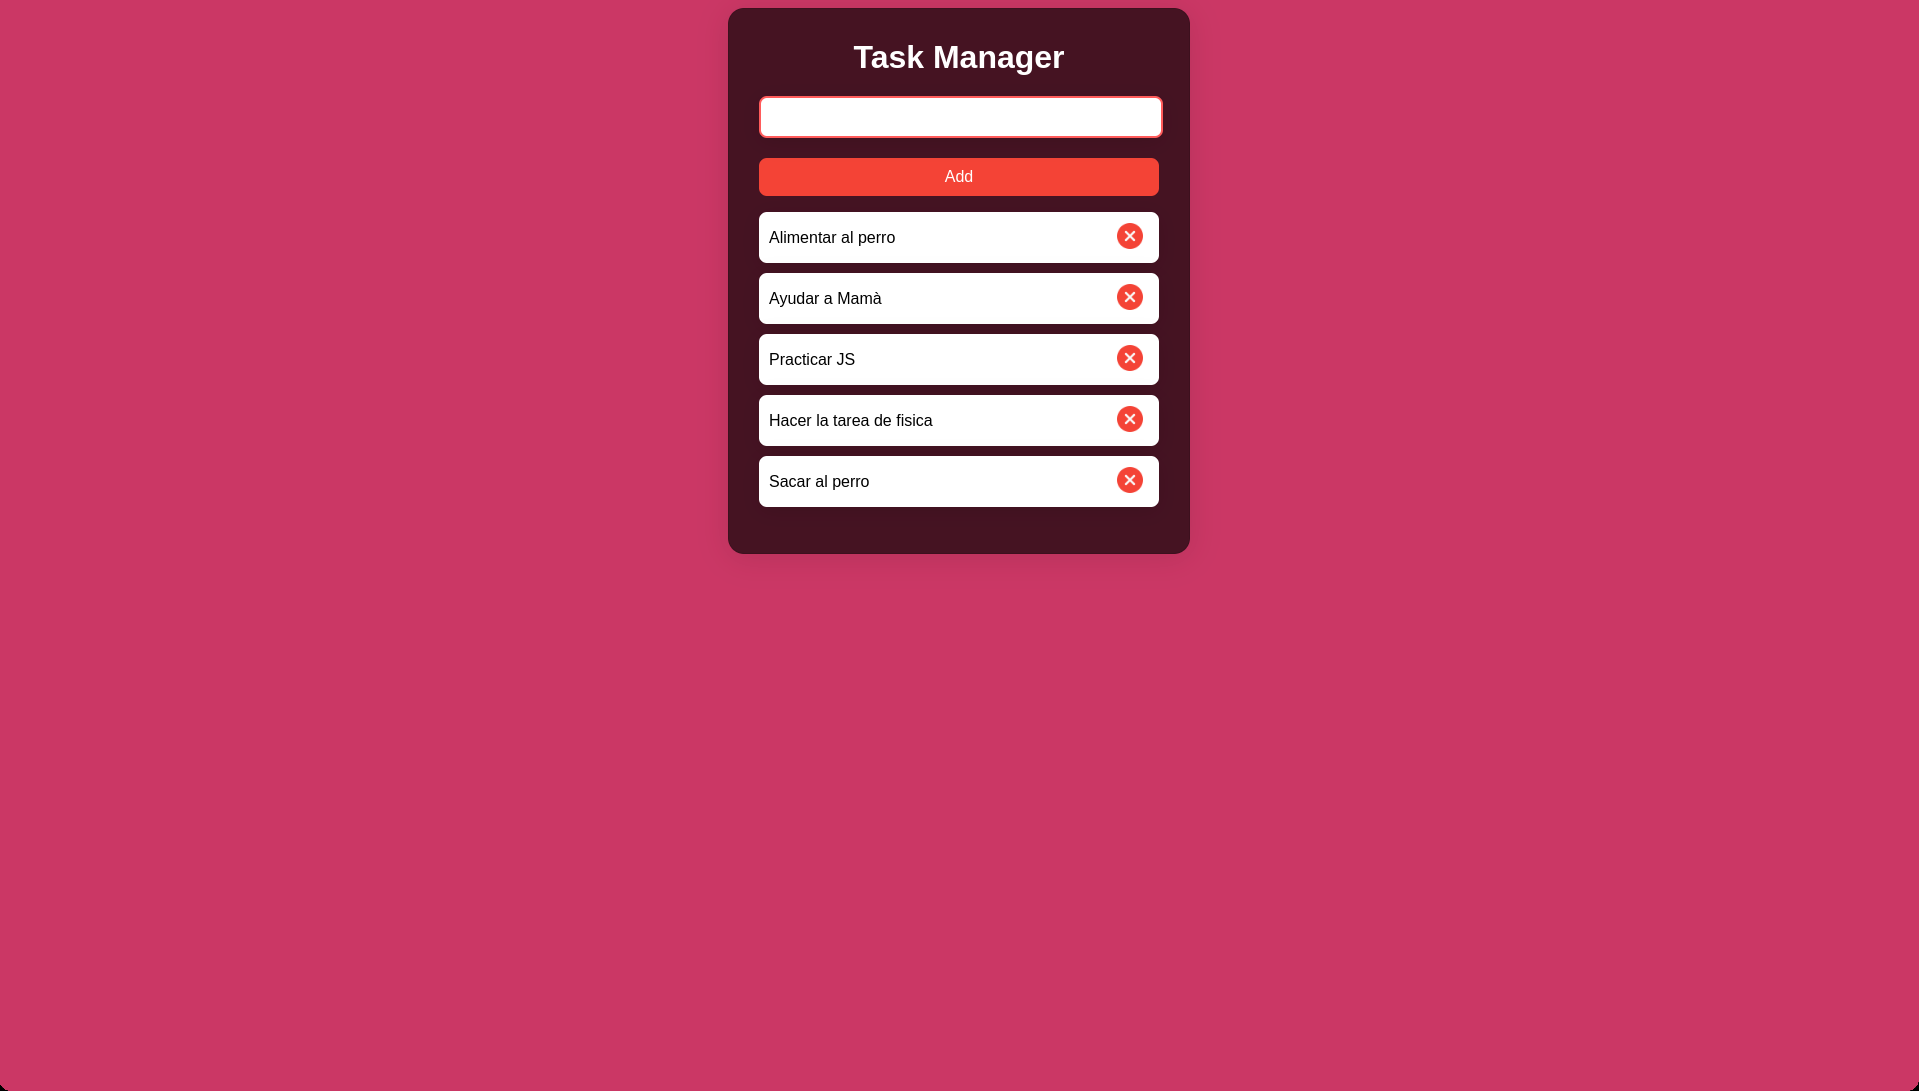 Task Manager
Add
Alimentar al perro
Ayudar a Mamà
Practicar JS
Hacer la tarea de fisica
Sacar al perro